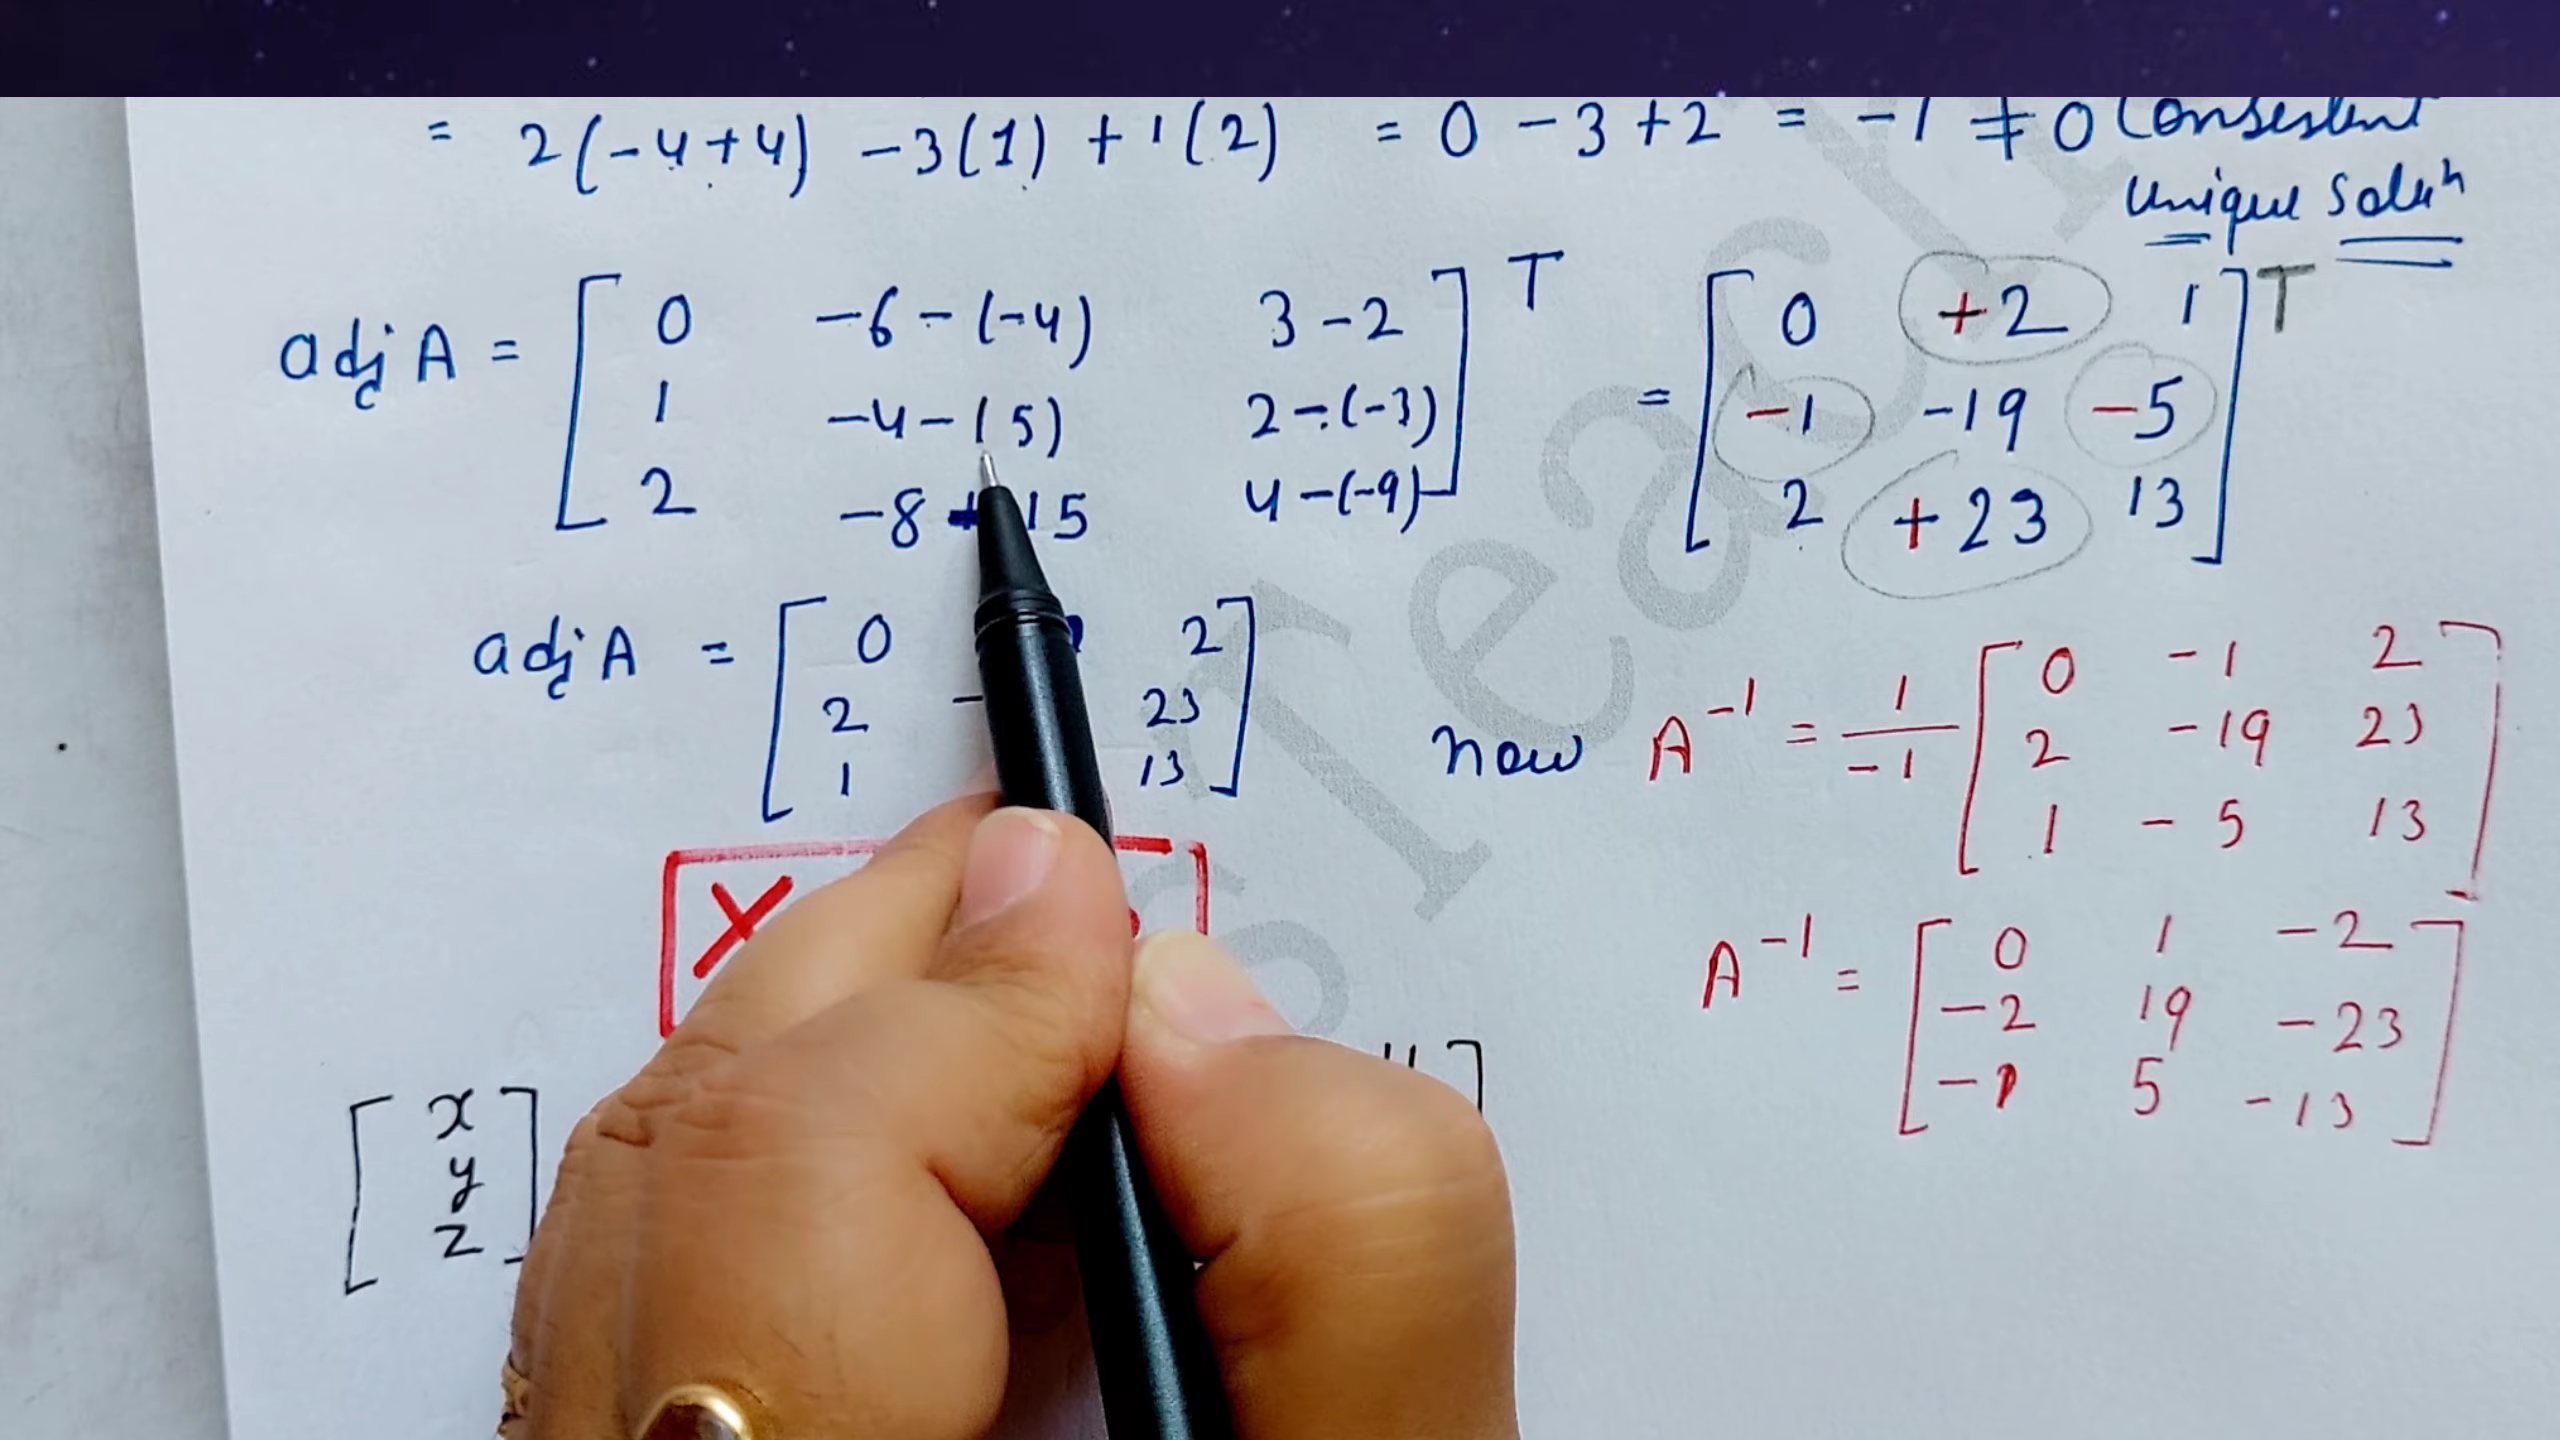 = 2(-4+4) -3(1) +1(2) = 0 -3+2 = -1 ≠0 Consestent
Unique Soluⁿ
adj A = [ 0 -6-(-4) 3-2 ] T = [ 0 +2 1 ] T
1 -4-(5) 2-(-3) -1 -19 -5
2 -8 15 4-(-9) 2 +23 13
adj A = [ 0 2 ]
2 - 23
1 13
now A⁻¹ = 1/-1 [ 0 -1 2 ]
2 -19 23
1 -5 13
X
A⁻¹ = [ 0 1 -2 ]
-2 19 -23
-1 5 -13
[ x ]
y
z